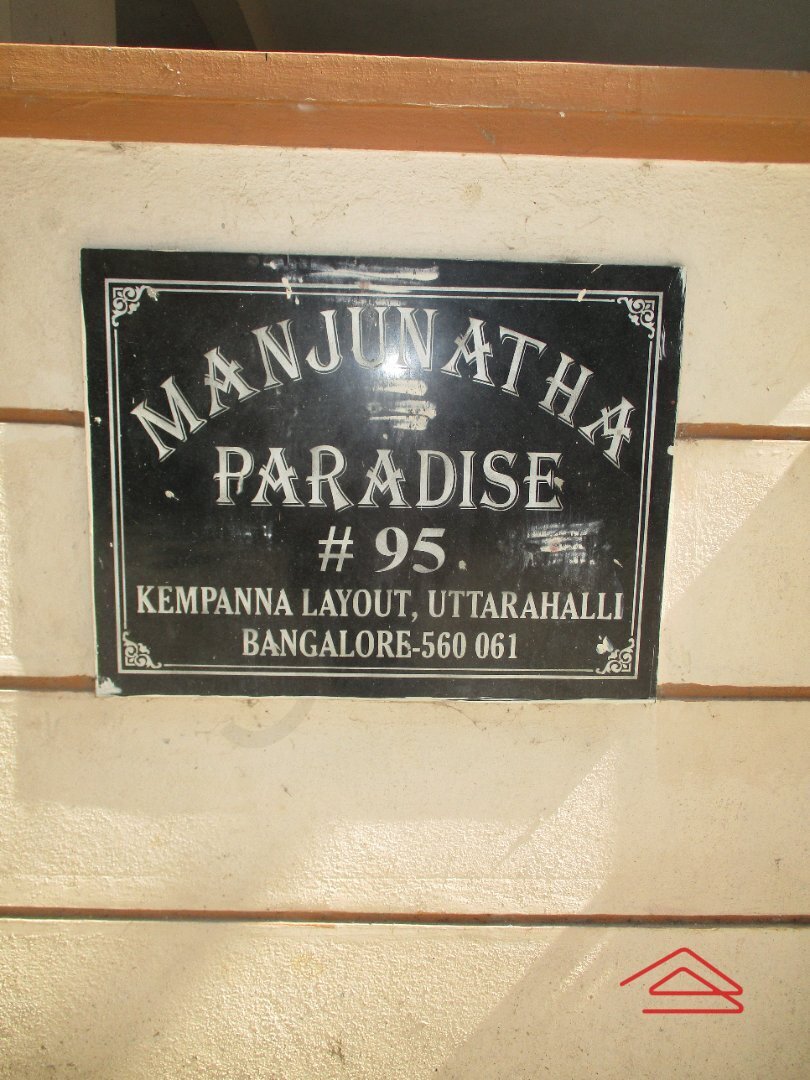 MANJUNATHA
PARADISE
# 95
KEMPANNA LAYOUT, UTTARAHALLI
BANGALORE-560 061